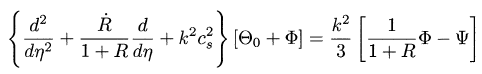 $$\left\{ \frac{d^2}{d\eta^2} + \frac{\dot{R}}{1+R} \frac{d}{d\eta} + k^2 c_s^2 \right\} [\Theta_0 + \Phi] = \frac{k^2}{3} \left[ \frac{1}{1+R} \Phi - \Psi \right]$$